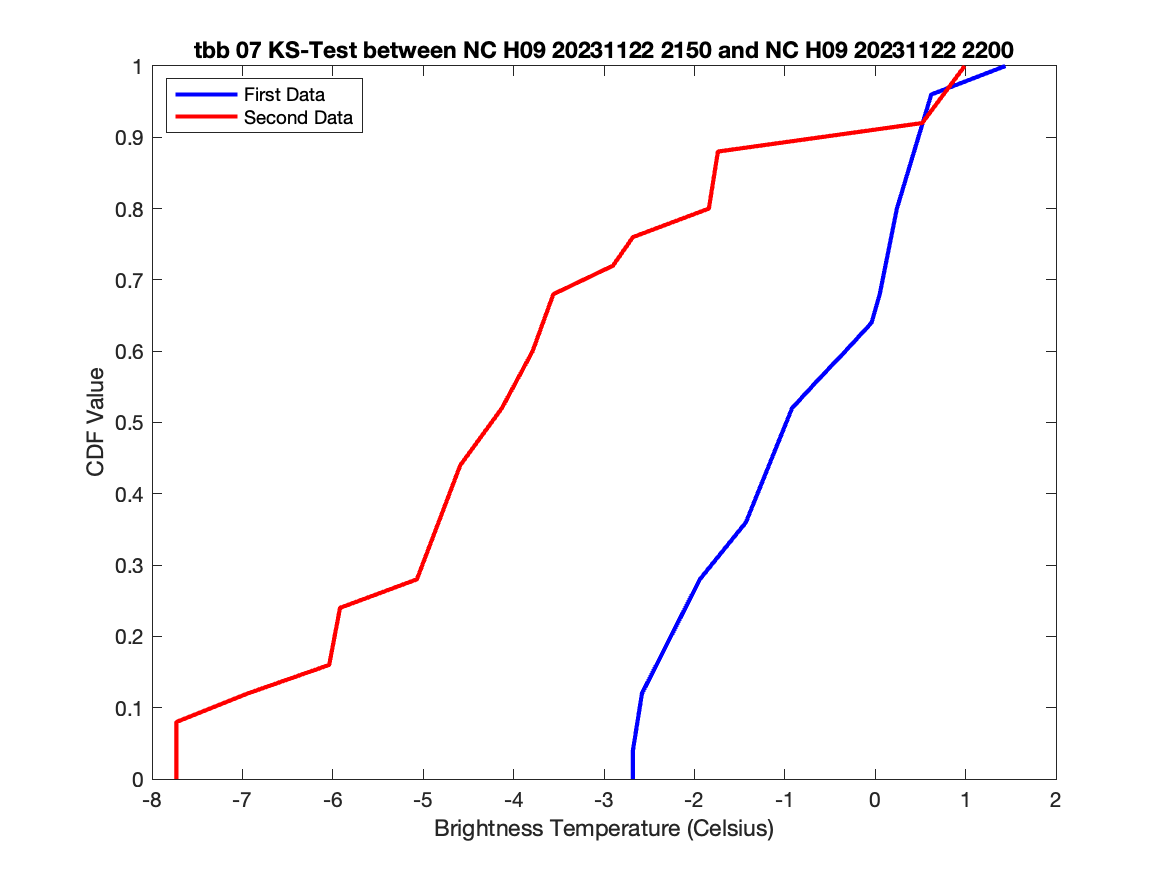 tbb 07 KS-Test between NC H09 20231122 2150 and NC H09 20231122 2200
First Data
Second Data
1
0.9
0.8
0.7
0.6
0.5
0.4
0.3
0.2
0.1
0
CDF Value
-8 -7 -6 -5 -4 -3 -2 -1 0 1 2
Brightness Temperature (Celsius)